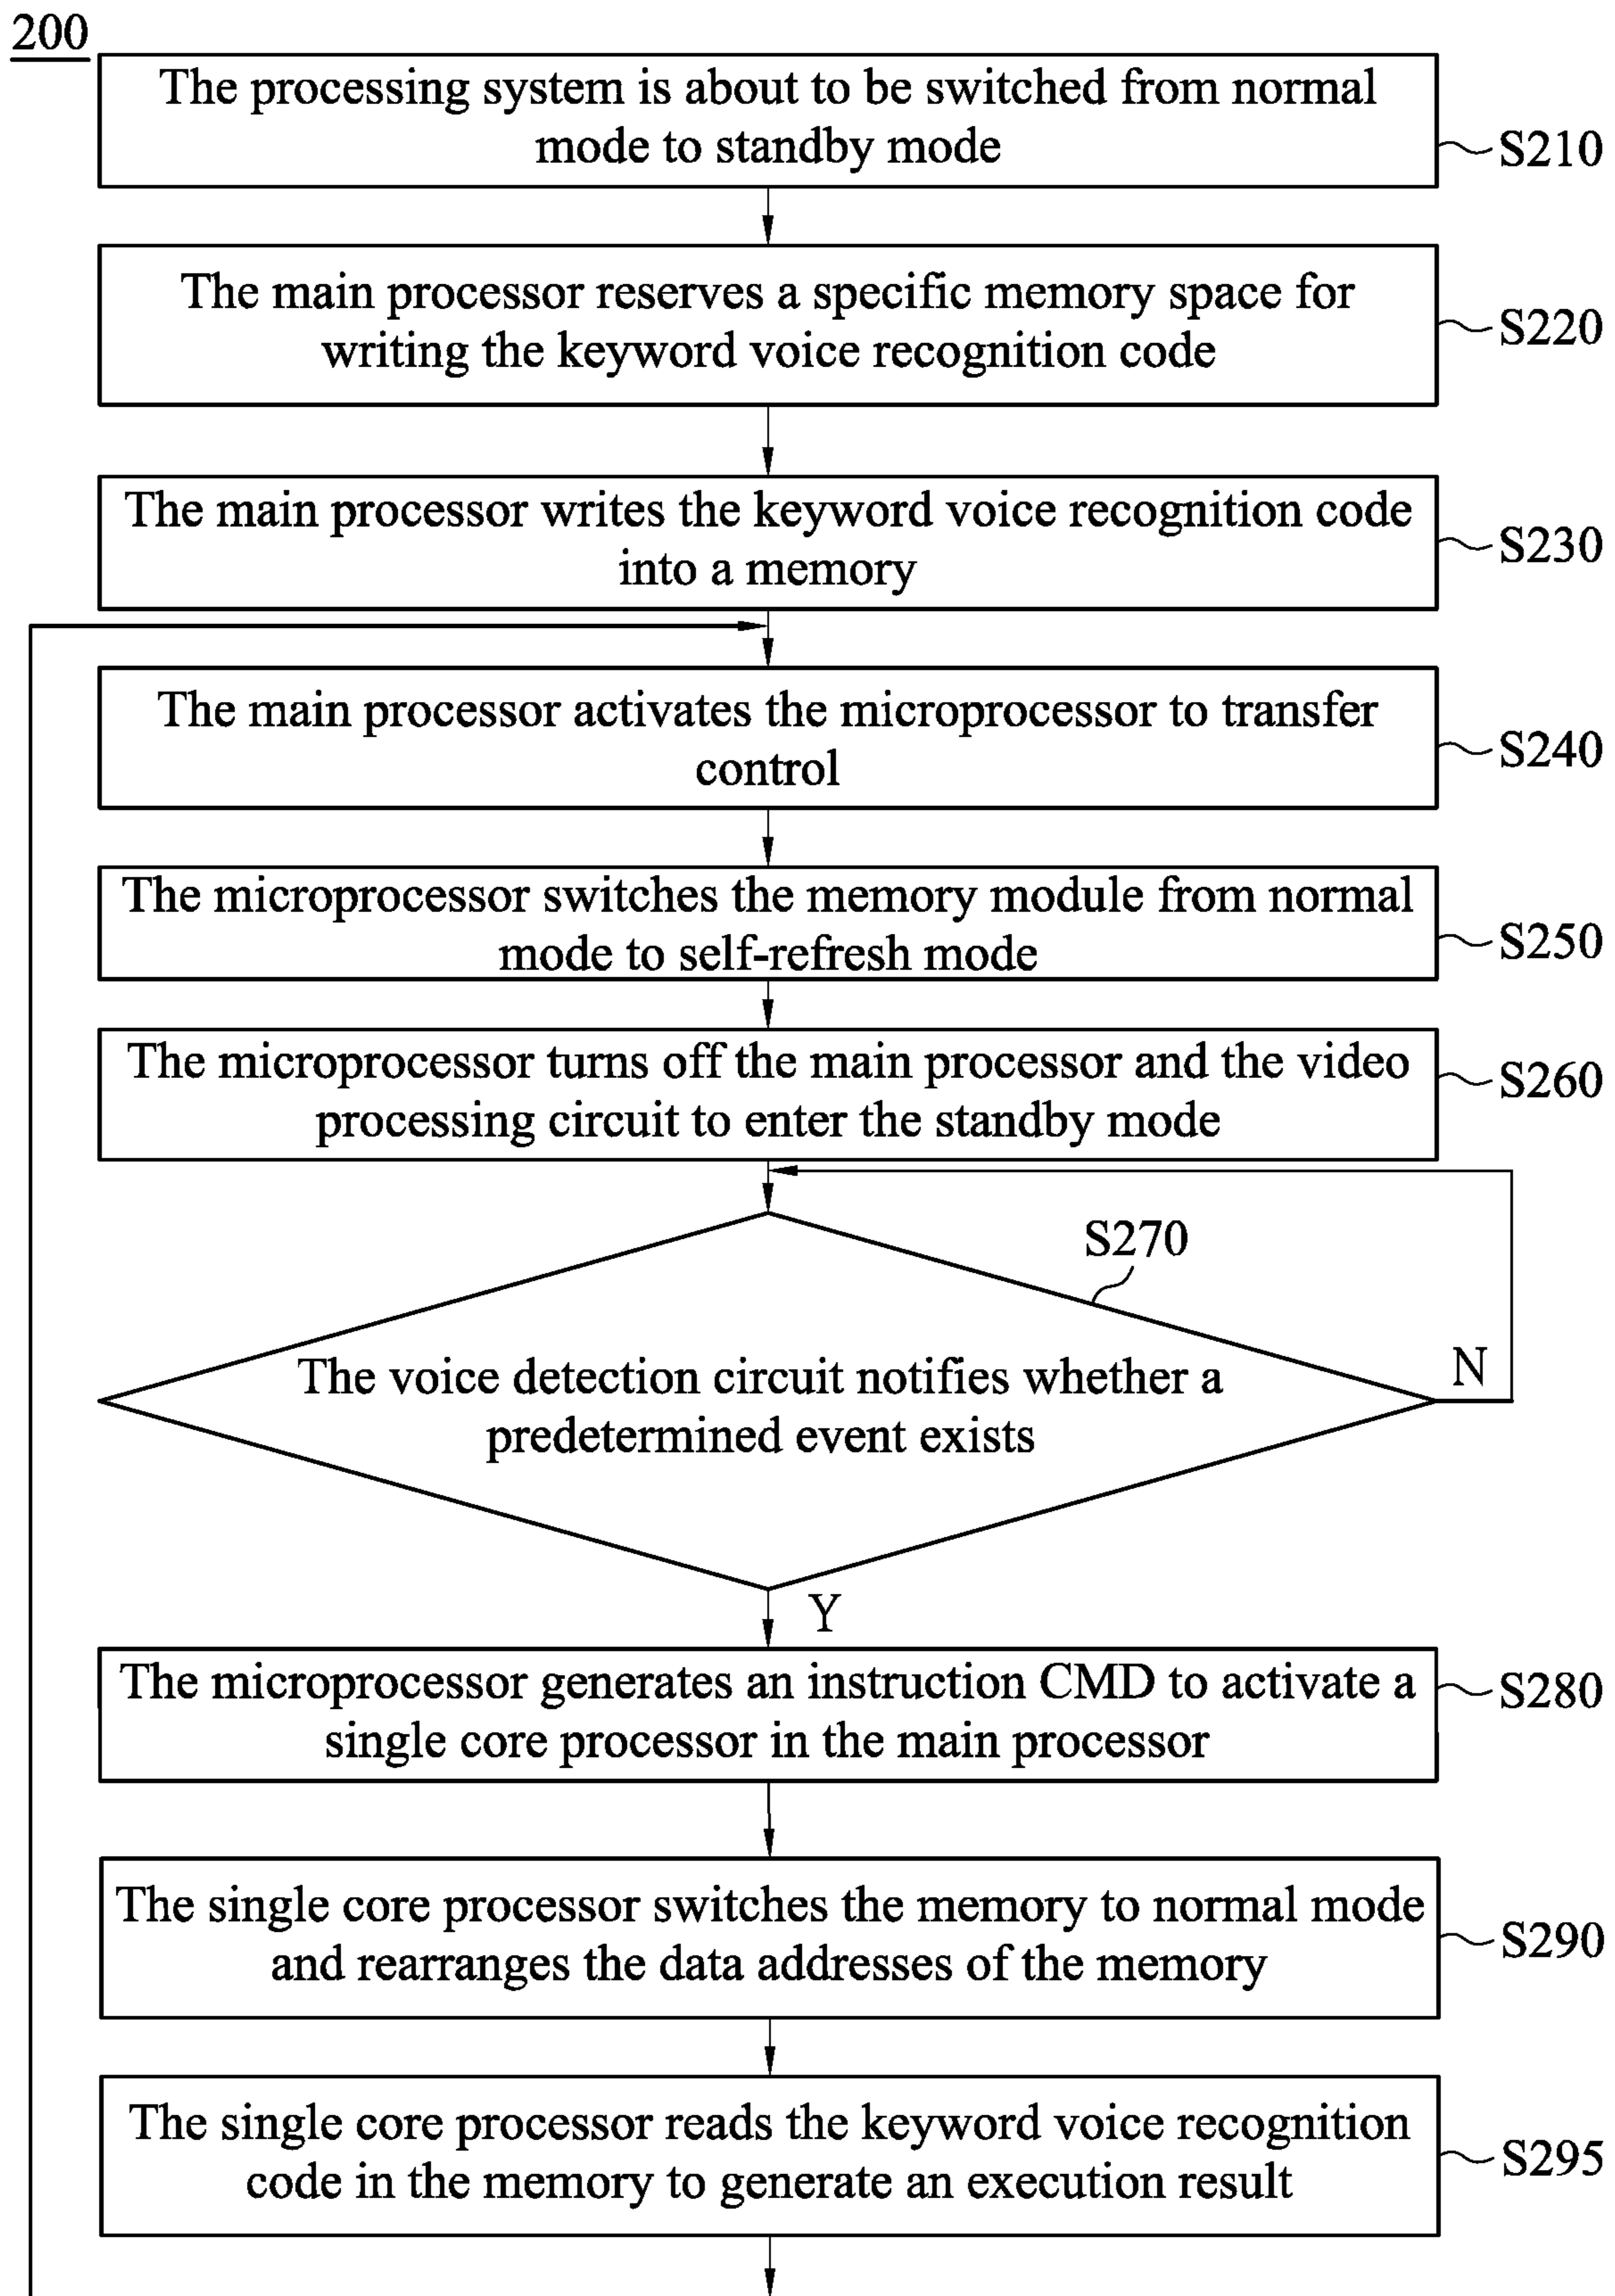 200
The processing system is about to be switched from normal
mode to standby mode
S210
The main processor reserves a specific memory space for
writing the keyword voice recognition code
S220
The main processor writes the keyword voice recognition code
into a memory
S230
The main processor activates the microprocessor to transfer
control
S240
The microprocessor switches the memory module from normal
mode to self-refresh mode
S250
The microprocessor turns off the main processor and the video
processing circuit to enter the standby mode
S260
S270
The voice detection circuit notifies whether a
predetermined event exists
N
Y
The microprocessor generates an instruction CMD to activate a
single core processor in the main processor
S280
The single core processor switches the memory to normal mode
and rearranges the data addresses of the memory
S290
The single core processor reads the keyword voice recognition
code in the memory to generate an execution result
S295